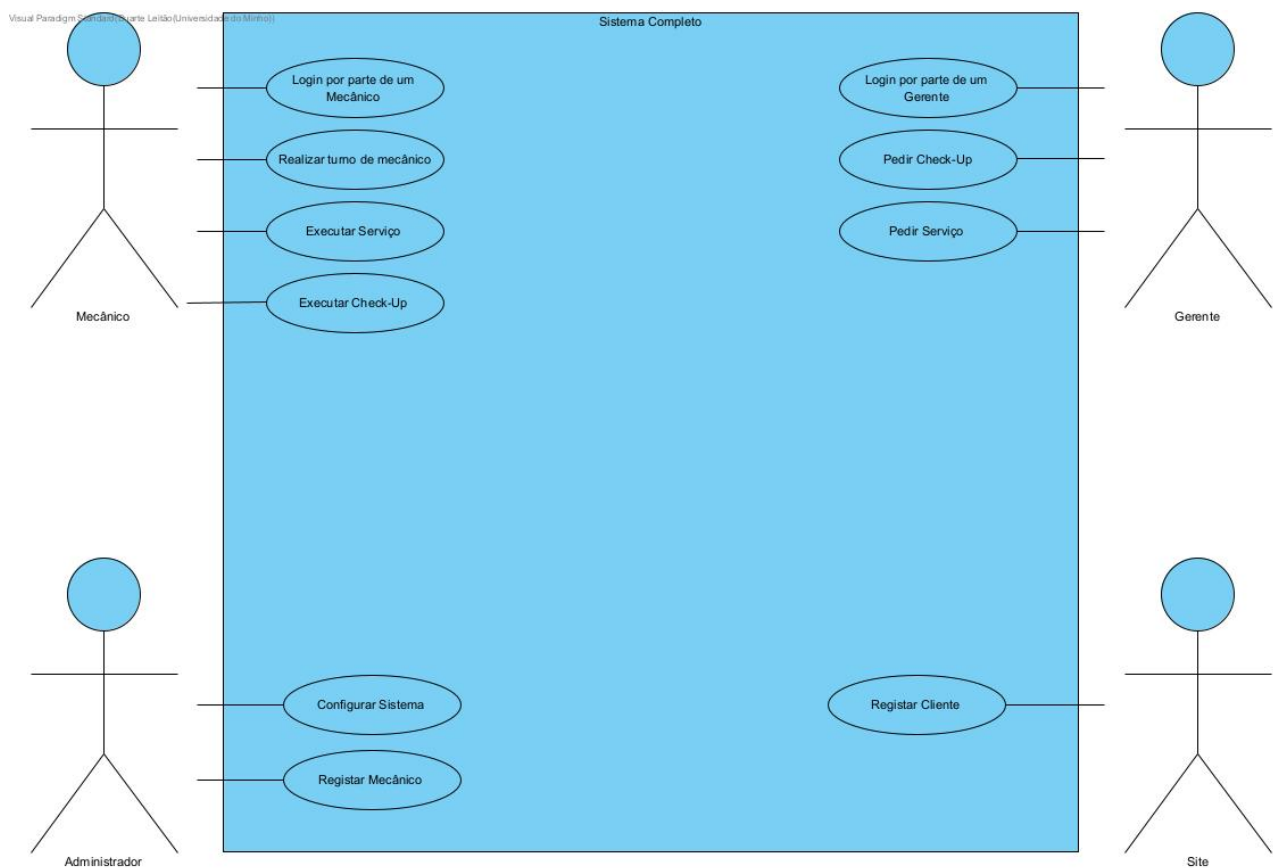 Visual Paradigm Standard(Duarte Leitão(Universidade do Minho))
Sistema Completo
Login por parte de um
Mecânico
Login por parte de um
Gerente
Realizar turno de mecânico
Pedir Check-Up
Executar Serviço
Pedir Serviço
Executar Check-Up
Mecânico
Gerente
Configurar Sistema
Registar Cliente
Registar Mecânico
Administrador
Site